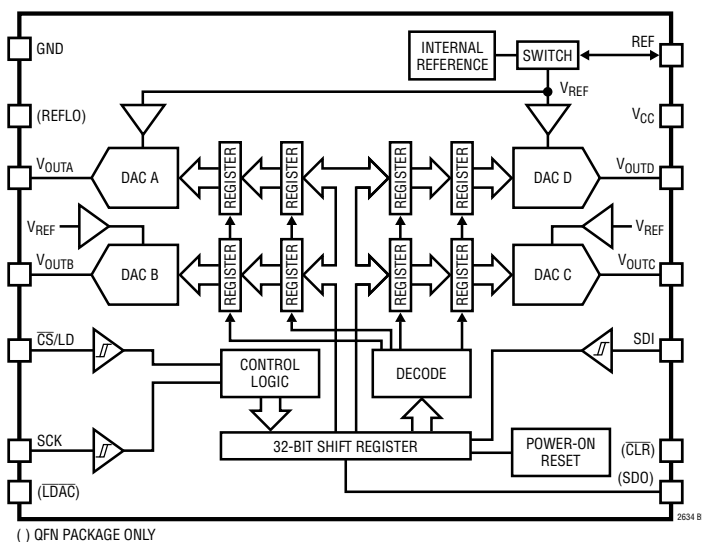 GND
INTERNAL
REFERENCE
SWITCH
REF
VREF
(REFLO)
VCC
VOUTA
DAC A
REGISTER
REGISTER
REGISTER
REGISTER
DAC D
VOUTD
VREF
VREF
VOUTB
DAC B
REGISTER
REGISTER
REGISTER
REGISTER
DAC C
VOUTC
CS/LD
CONTROL
LOGIC
DECODE
SDI
SCK
32-BIT SHIFT REGISTER
POWER-ON
RESET
(CLR)
(LDAC)
(SDO)
2634 B
( ) QFN PACKAGE ONLY